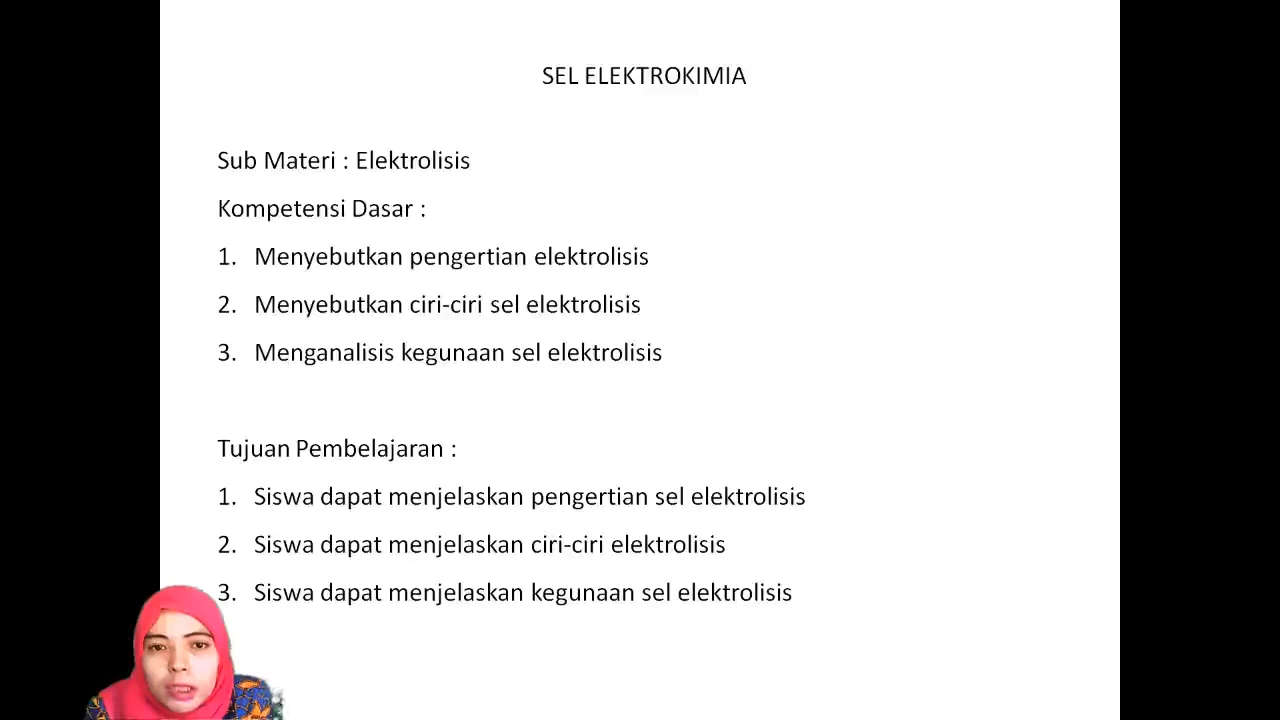 SEL ELEKTROKIMIA
Sub Materi : Elektrolisis
Kompetensi Dasar :
1. Menyebutkan pengertian elektrolisis
2. Menyebutkan ciri-ciri sel elektrolisis
3. Menganalisis kegunaan sel elektrolisis
Tujuan Pembelajaran :
1. Siswa dapat menjelaskan pengertian sel elektrolisis
2. Siswa dapat menjelaskan ciri-ciri elektrolisis
3. Siswa dapat menjelaskan kegunaan sel elektrolisis